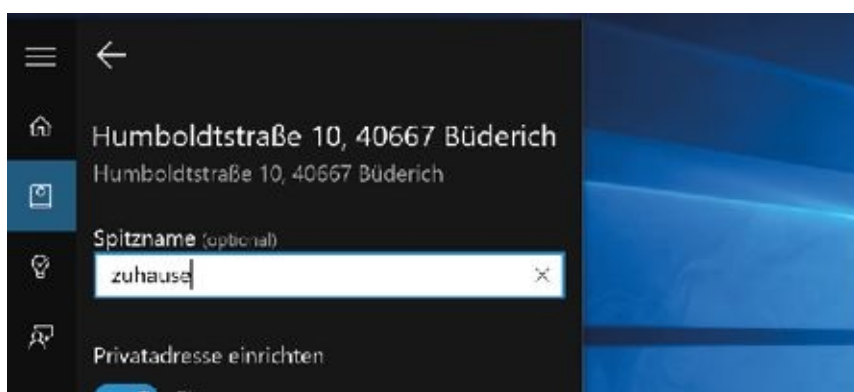 Humboldtstraße 10, 40667 Büderich
Humboldtstraße 10, 40667 Büderich
Spitzname (optional)
zuhause
Privatadresse einrichten